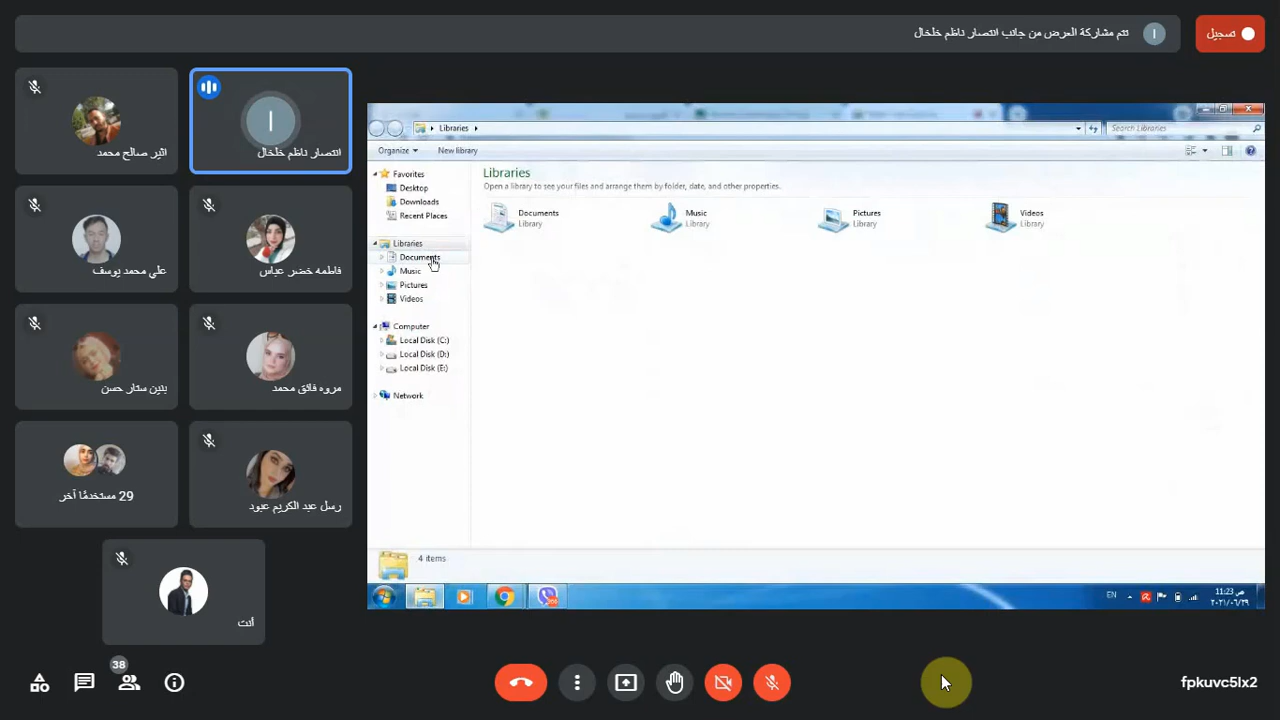 تتم مشاركة العرض من جانب انتصار ناظم خلخال
I
تسجيل
اثير صالح محمد
I
انتصار ناظم خلخال
علي محمد يوسف
فاطمه خضر عباس
بنين ستار حسن
مروه فائق محمد
29 مستخدمًا آخر
رسل عبد الكريم عبود
أنت
Libraries
Search Libraries
Organize
New library
Favorites
Desktop
Downloads
Recent Places
Libraries
Documents
Music
Pictures
Videos
Computer
Local Disk (C:)
Local Disk (D:)
Local Disk (E:)
Network
Libraries
Open a library to see your files and arrange them by folder, date, and other properties.
Documents
Library
Music
Library
Pictures
Library
Videos
Library
4 items
EN
11:23 ص
٢٠٢١/٠٦/٢٩
38
fpkuvc5lx2